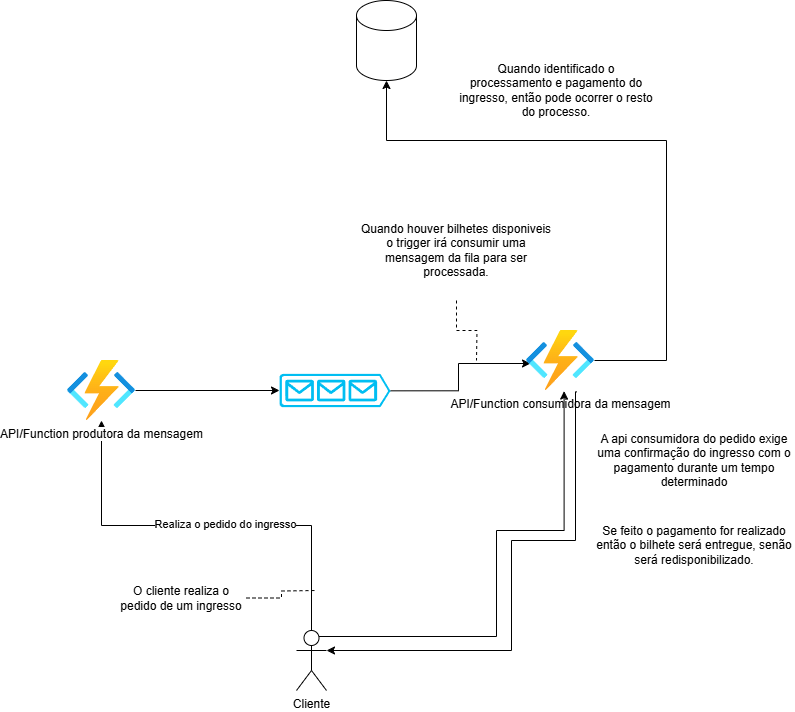 Quando identificado o
processamento e pagamento do
ingresso, então pode ocorrer o resto
do processo.
Quando houver bilhetes disponiveis
o trigger irá consumir uma
mensagem da fila para ser
processada.
API/Function consumidora da mensagem
API/Function produtora da mensagem
A api consumidora do pedido exige
uma confirmação do ingresso com o
pagamento durante um tempo
determinado
Realiza o pedido do ingresso
Se feito o pagamento for realizado
então o bilhete será entregue, senão
será redisponibilizado.
O cliente realiza o
pedido de um ingresso
Cliente